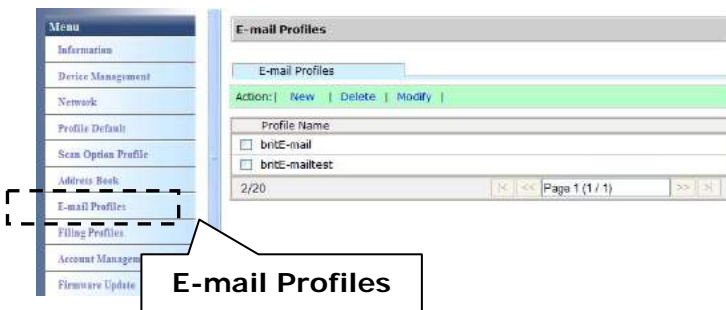 Menu
Information
Device Management
Network
Profile Default
Scan Option Profile
Address Book
E-mail Profiles
Filing Profiles
Account Managem
Firmware Update
E-mail Profiles
E-mail Profiles
Action:| New | Delete | Modify |
Profile Name
bntE-mail
bntE-mailtest
2/20
|< << Page 1 (1 / 1) >> >|
E-mail Profiles